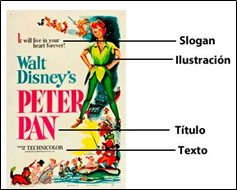 It will live in your
heart forever!
Walt
Disney's
PETER
PAN
TECHNICOLOR
Slogan
Ilustración
Título
Texto